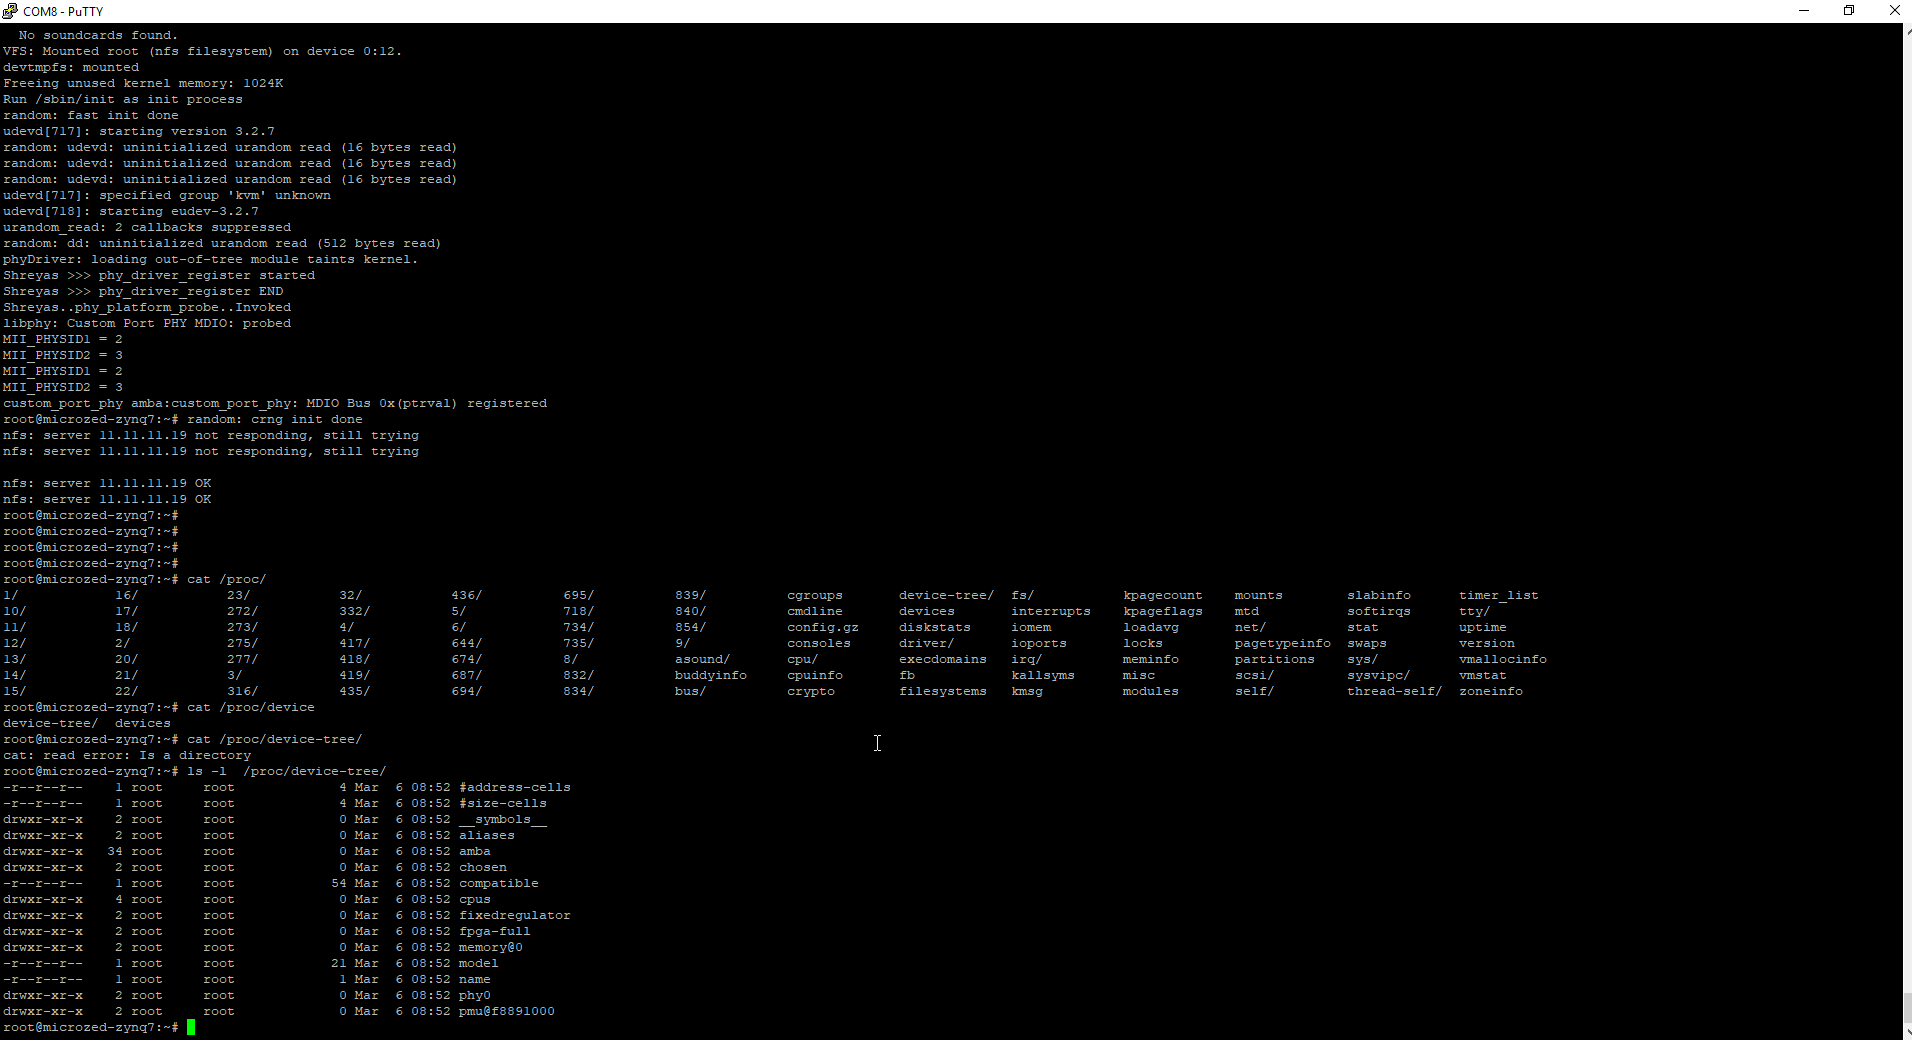 COM8 - PuTTY
No soundcards found.
VFS: Mounted root (nfs filesystem) on device 0:12.
devtmpfs: mounted
Freeing unused kernel memory: 1024K
Run /sbin/init as init process
random: fast init done
udevd[717]: starting version 3.2.7
random: udevd: uninitialized urandom read (16 bytes read)
random: udevd: uninitialized urandom read (16 bytes read)
random: udevd: uninitialized urandom read (16 bytes read)
udevd[717]: specified group 'kvm' unknown
udevd[718]: starting eudev-3.2.7
urandom_read: 2 callbacks suppressed
random: dd: uninitialized urandom read (512 bytes read)
phyDriver: loading out-of-tree module taints kernel.
Shreyas >>> phy_driver_register started
Shreyas >>> phy_driver_register END
Shreyas..phy_platform_probe..Invoked
libphy: Custom Port PHY MDIO: probed
MII_PHYSID1 = 2
MII_PHYSID2 = 3
MII_PHYSID1 = 2
MII_PHYSID2 = 3
custom_port_phy amba:custom_port_phy: MDIO Bus 0x(ptrval) registered
root@microzed-zynq7:~# random: crng init done
nfs: server 11.11.11.19 not responding, still trying
nfs: server 11.11.11.19 not responding, still trying
nfs: server 11.11.11.19 OK
nfs: server 11.11.11.19 OK
root@microzed-zynq7:~#
root@microzed-zynq7:~#
root@microzed-zynq7:~#
root@microzed-zynq7:~#
root@microzed-zynq7:~# cat /proc/
1/ 16/ 23/ 32/ 436/ 695/ 839/ cgroups device-tree/ fs/ kpagecount mounts slabinfo timer_list
10/ 17/ 272/ 332/ 5/ 718/ 840/ cmdline devices interrupts kpageflags mtd softirqs tty/
11/ 18/ 273/ 4/ 6/ 734/ 854/ config.gz diskstats iomem loadavg net/ stat uptime
12/ 2/ 275/ 417/ 644/ 735/ 9/ consoles driver/ ioports locks pagetypeinfo swaps version
13/ 20/ 277/ 418/ 674/ 8/ asound/ cpu/ execdomains irq/ meminfo partitions sys/ vmallocinfo
14/ 21/ 3/ 419/ 687/ 832/ buddyinfo cpuinfo fb kallsyms misc scsi/ sysvipc/ vmstat
15/ 22/ 316/ 435/ 694/ 834/ bus/ crypto filesystems kmsg modules self/ thread-self/ zoneinfo
root@microzed-zynq7:~# cat /proc/device
device-tree/ devices
root@microzed-zynq7:~# cat /proc/device-tree/
cat: read error: Is a directory
root@microzed-zynq7:~# ls -l  /proc/device-tree/
-r--r--r-- 1 root root 4 Mar 6 08:52 #address-cells
-r--r--r-- 1 root root 4 Mar 6 08:52 #size-cells
drwxr-xr-x 2 root root 0 Mar 6 08:52 __symbols__
drwxr-xr-x 2 root root 0 Mar 6 08:52 aliases
drwxr-xr-x 34 root root 0 Mar 6 08:52 amba
drwxr-xr-x 2 root root 0 Mar 6 08:52 chosen
-r--r--r-- 1 root root 54 Mar 6 08:52 compatible
drwxr-xr-x 4 root root 0 Mar 6 08:52 cpus
drwxr-xr-x 2 root root 0 Mar 6 08:52 fixedregulator
drwxr-xr-x 2 root root 0 Mar 6 08:52 fpga-full
drwxr-xr-x 2 root root 0 Mar 6 08:52 memory@0
-r--r--r-- 1 root root 21 Mar 6 08:52 model
-r--r--r-- 1 root root 1 Mar 6 08:52 name
drwxr-xr-x 2 root root 0 Mar 6 08:52 phy0
drwxr-xr-x 2 root root 0 Mar 6 08:52 pmu@f8891000
root@microzed-zynq7:~#